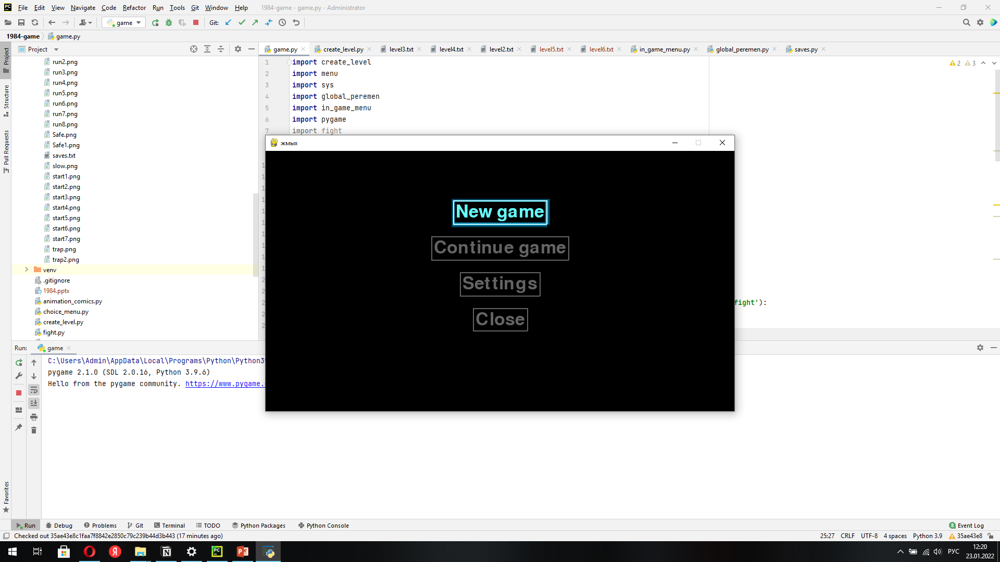 File Edit View Navigate Code Refactor Run Tools Git Window Help 1984-game - game.py - Administrator
game Git:
1984-game game.py
Project
game.py create_level.py level3.txt level4.txt level2.txt level5.txt level6.txt in_game_menu.py global_peremen.py saves.py
Project
Structure
Pull Requests
Favorites
run2.png
run3.png
run4.png
run5.png
run6.png
run7.png
run8.png
Safe.png
Safe1.png
saves.txt
slow.png
start1.png
start2.png
start3.png
start4.png
start5.png
start6.png
start7.png
trap.png
trap2.png
venv
.gitignore
1984.pptx
animation_comics.py
choice_menu.py
create_level.py
fight.py
1 import create_level
2 import menu
3 import sys
4 import global_peremen
5 import in_game_menu
6 import pygame
7 import fight
2 3
fight'):
жмых
New game
Continue game
Settings
Close
Run: game
C:\Users\Admin\AppData\Local\Programs\Python\Python39
pygame 2.1.0 (SDL 2.0.16, Python 3.9.6)
Hello from the pygame community. https://www.pygame.
Run Debug Problems Git Terminal TODO Python Packages Python Console 8 Event Log
Checked out 35ae43e8c1faa7f8842e2850c79c239b44d3b443 (17 minutes ago) 25:27 CRLF UTF-8 4 spaces Python 3.9 35ae43e8
РУС 12:20
23.01.2022